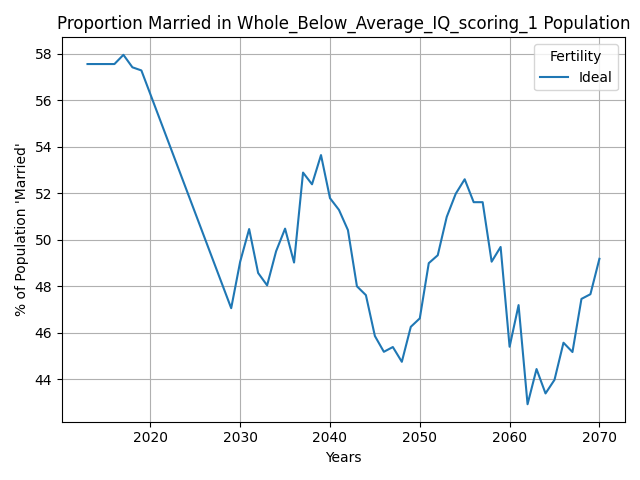 Proportion Married in Whole_Below_Average_IQ_scoring_1 Population
Fertility
Ideal
% of Population 'Married'
58
56
54
52
50
48
46
44
2020
2030
2040
2050
2060
2070
Years